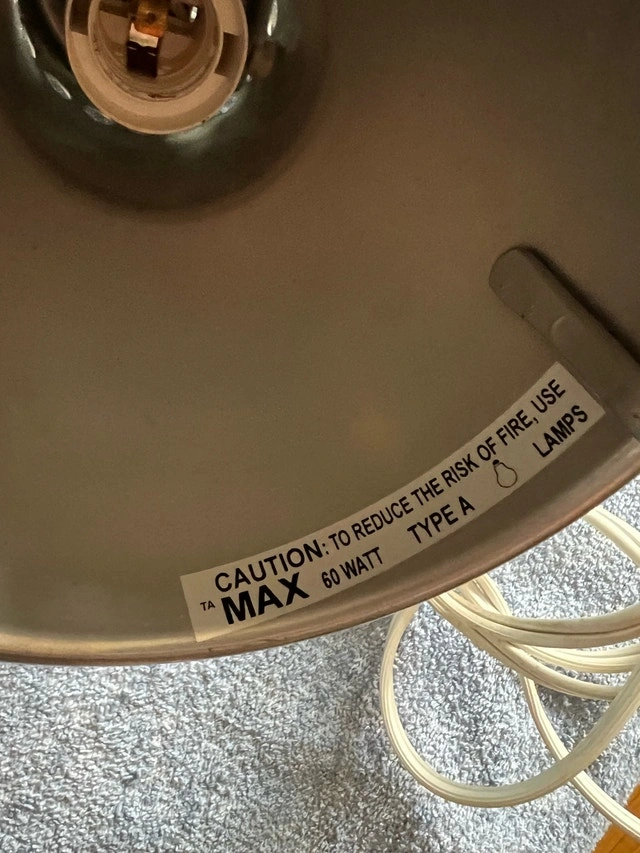 CAUTION: TO REDUCE THE RISK OF FIRE, USE
TA MAX 60 WATT TYPE A LAMPS